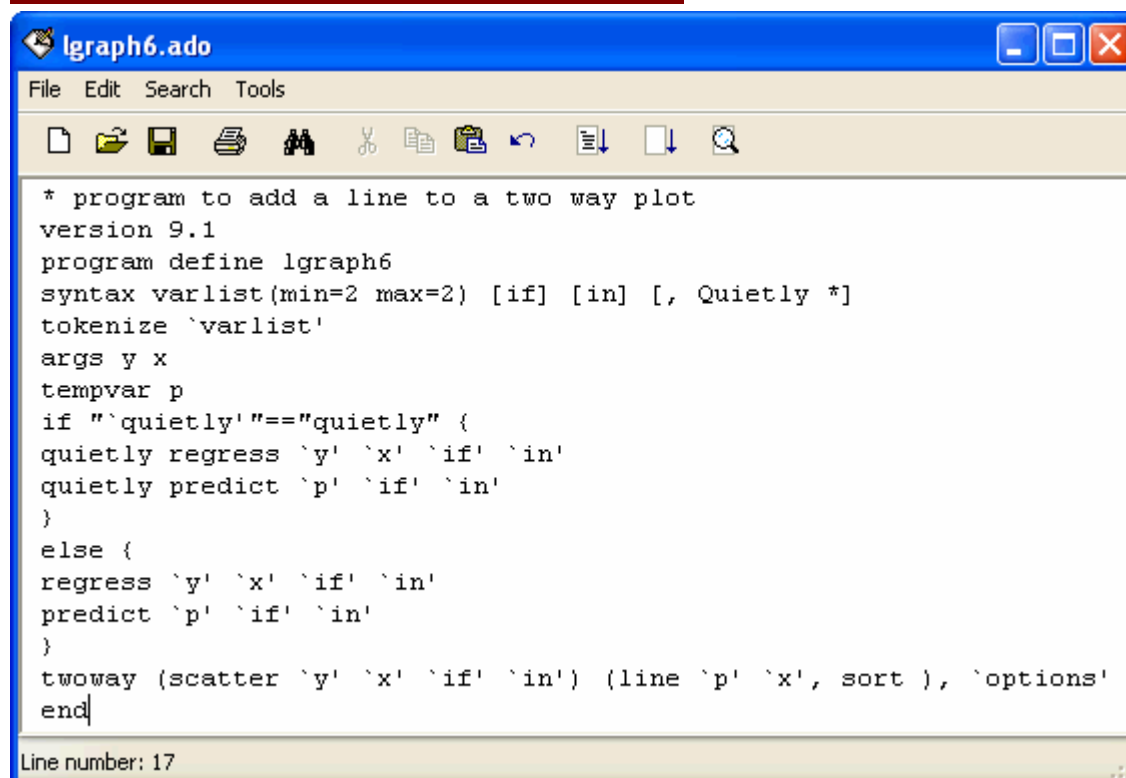 lgraph6.ado
File Edit Search Tools
* program to add a line to a two way plot
version 9.1
program define lgraph6
syntax varlist(min=2 max=2) [if] [in] [, Quietly *]
tokenize `varlist'
args y x
tempvar p
if "`quietly'"=="quietly" {
quietly regress `y' `x' `if' `in'
quietly predict `p' `if' `in'
}
else {
regress `y' `x' `if' `in'
predict `p' `if' `in'
}
twoway (scatter `y' `x' `if' `in') (line `p' `x', sort ), `options'
end
Line number: 17